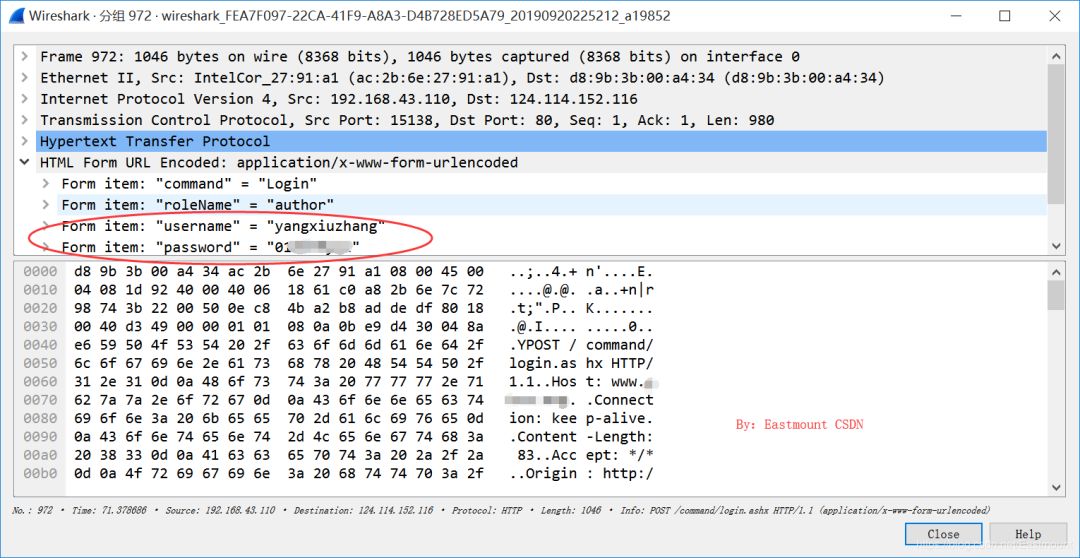 Wireshark · 分组 972 · wireshark_FEA7F097-22CA-41F9-A8A3-D4B728ED5A79_20190920225212_a19852
Frame 972: 1046 bytes on wire (8368 bits), 1046 bytes captured (8368 bits) on interface 0
Ethernet II, Src: IntelCor_27:91:a1 (ac:2b:6e:27:91:a1), Dst: d8:9b:3b:00:a4:34 (d8:9b:3b:00:a4:34)
Internet Protocol Version 4, Src: 192.168.43.110, Dst: 124.114.152.116
Transmission Control Protocol, Src Port: 15138, Dst Port: 80, Seq: 1, Ack: 1, Len: 980
Hypertext Transfer Protocol
HTML Form URL Encoded: application/x-www-form-urlencoded
Form item: "command" = "Login"
Form item: "roleName" = "author"
Form item: "username" = "yangxiuzhang"
Form item: "password" = "01
0000 d8 9b 3b 00 a4 34 ac 2b 6e 27 91 a1 08 00 45 00 ..;..4.+ n'....E.
0010 04 08 1d 92 40 00 40 06 18 61 c0 a8 2b 6e 7c 72 ....@.@. .a..+n|r
0020 98 74 3b 22 00 50 0e c8 4b a2 b8 ad de df 80 18 .t;".P.. K.......
0030 00 40 d3 49 00 00 01 01 08 0a 0b e9 d4 30 04 8a .@.I.... .....0..
0040 e6 59 50 4f 53 54 20 2f 63 6f 6d 6d 61 6e 64 2f .YPOST / command/
0050 6c 6f 67 69 6e 2e 61 73 68 78 20 48 54 54 50 2f login.as hx HTTP/
0060 31 2e 31 0d 0a 48 6f 73 74 3a 20 77 77 77 2e 71 1.1..Hos t: www.
0070 62 7a 7a 2e 6f 72 67 0d 0a 43 6f 6e 6e 65 63 74 .Connect
0080 69 6f 6e 3a 20 6b 65 65 70 2d 61 6c 69 76 65 0d ion: kee p-alive.
0090 0a 43 6f 6e 74 65 6e 74 2d 4c 65 6e 67 74 68 3a .Content -Length:
00a0 20 38 33 0d 0a 41 63 63 65 70 74 3a 20 2a 2f 2a 83..Acc ept: */*
00b0 0d 0a 4f 72 69 67 69 6e 3a 20 68 74 74 70 3a 2f ..Origin : http:/
By: Eastmount CSDN
No.: 972 · Time: 71.378686 · Source: 192.168.43.110 · Destination: 124.114.152.116 · Protocol: HTTP · Length: 1046 · Info: POST /command/login.ashx HTTP/1.1 (application/x-www-form-urlencoded)
Close
Help